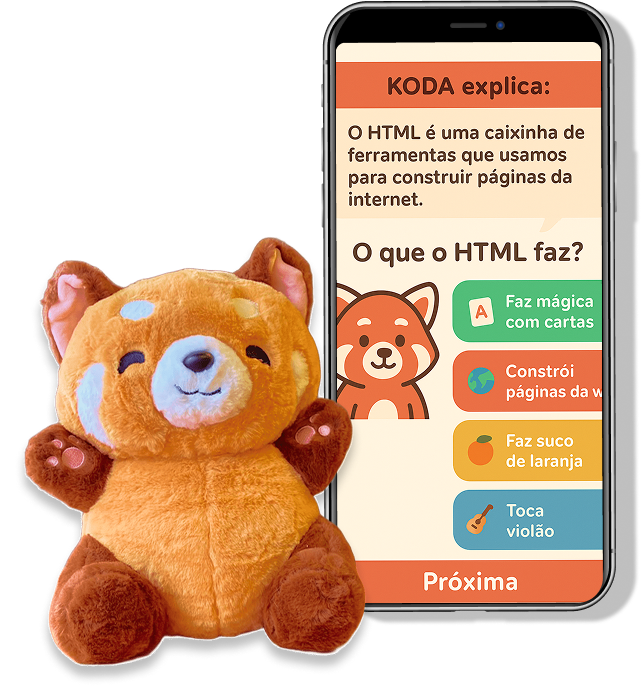 KODA explica:
O HTML é uma caixinha de
ferramentas que usamos
para construir páginas da
internet.
O que o HTML faz?
A
Faz mágica
com cartas
Constrói
páginas da w
Faz suco
de laranja
Toca
violão
Próxima